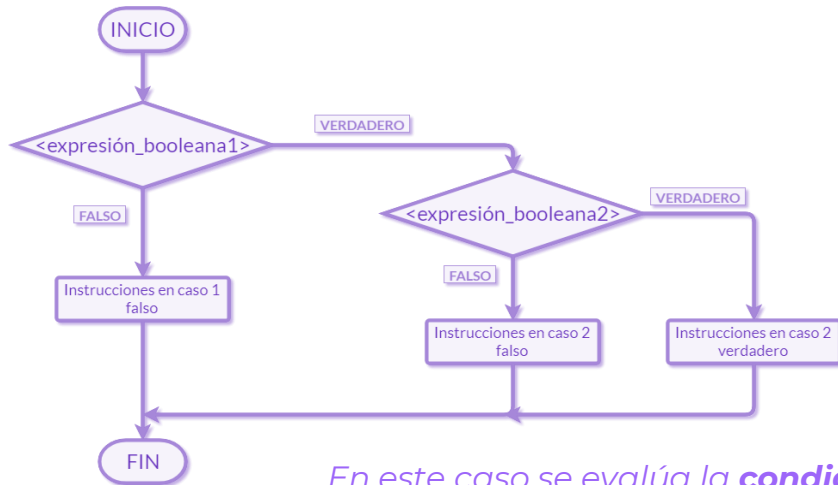 INICIO
<expresión_booleana1>
VERDADERO
<expresión_booleana2>
VERDADERO
FALSO
FALSO
Instrucciones en caso 1
falso
Instrucciones en caso 2
falso
Instrucciones en caso 2
verdadero
FIN
En este caso se evalúa la